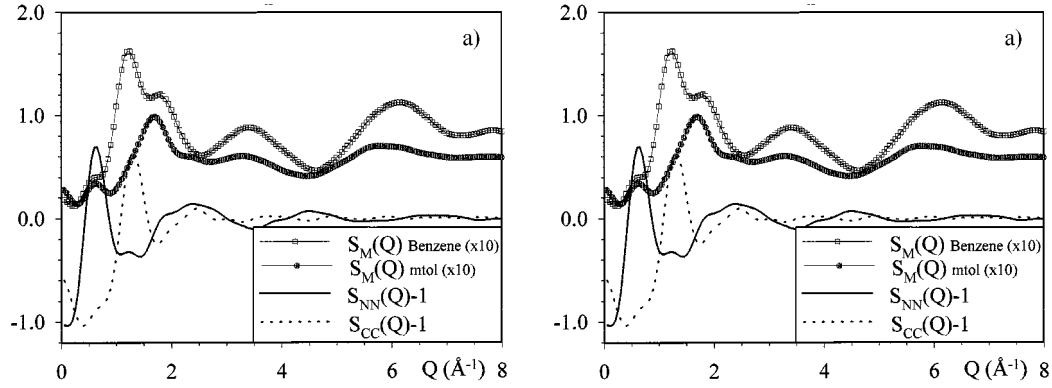 2.0
a)
1.0
0.0
S_M(Q) Benzene (x10)
S_M(Q) mtol (x10)
S_NN(Q)-1
S_CC(Q)-1
-1.0
0 2 4 Q (Å⁻¹) 6 8
2.0
a)
1.0
0.0
S_M(Q) Benzene (x10)
S_M(Q) mtol (x10)
S_NN(Q)-1
S_CC(Q)-1
-1.0
0 2 4 Q (Å⁻¹) 6 8